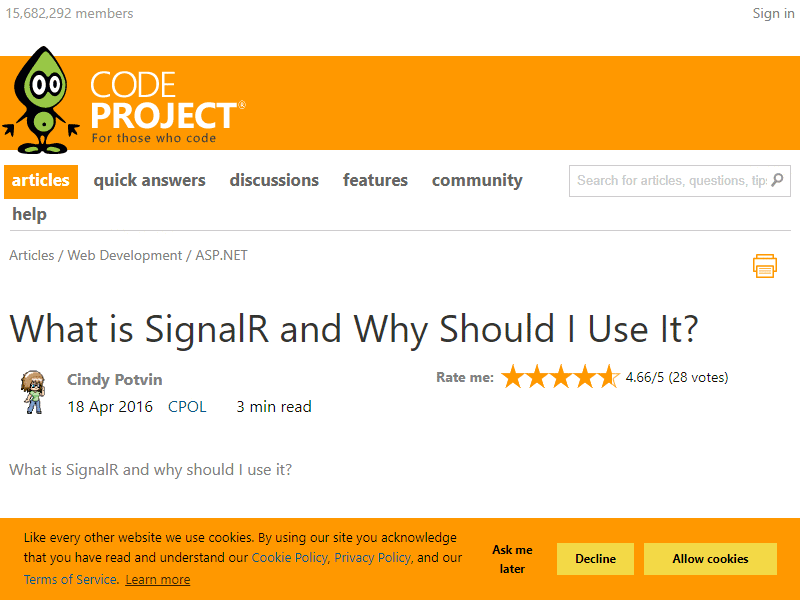 15,682,292 members
Sign in
CODE
PROJECT®
For those who code
articles quick answers discussions features community
Search for articles, questions, tips
help
Articles / Web Development / ASP.NET
What is SignalR and Why Should I Use It?
Cindy Potvin
Rate me: 4.66/5 (28 votes)
18 Apr 2016 CPOL 3 min read
What is SignalR and why should I use it?
Like every other website we use cookies. By using our site you acknowledge
that you have read and understand our Cookie Policy, Privacy Policy, and our
Terms of Service. Learn more
Ask me
later
Decline
Allow cookies